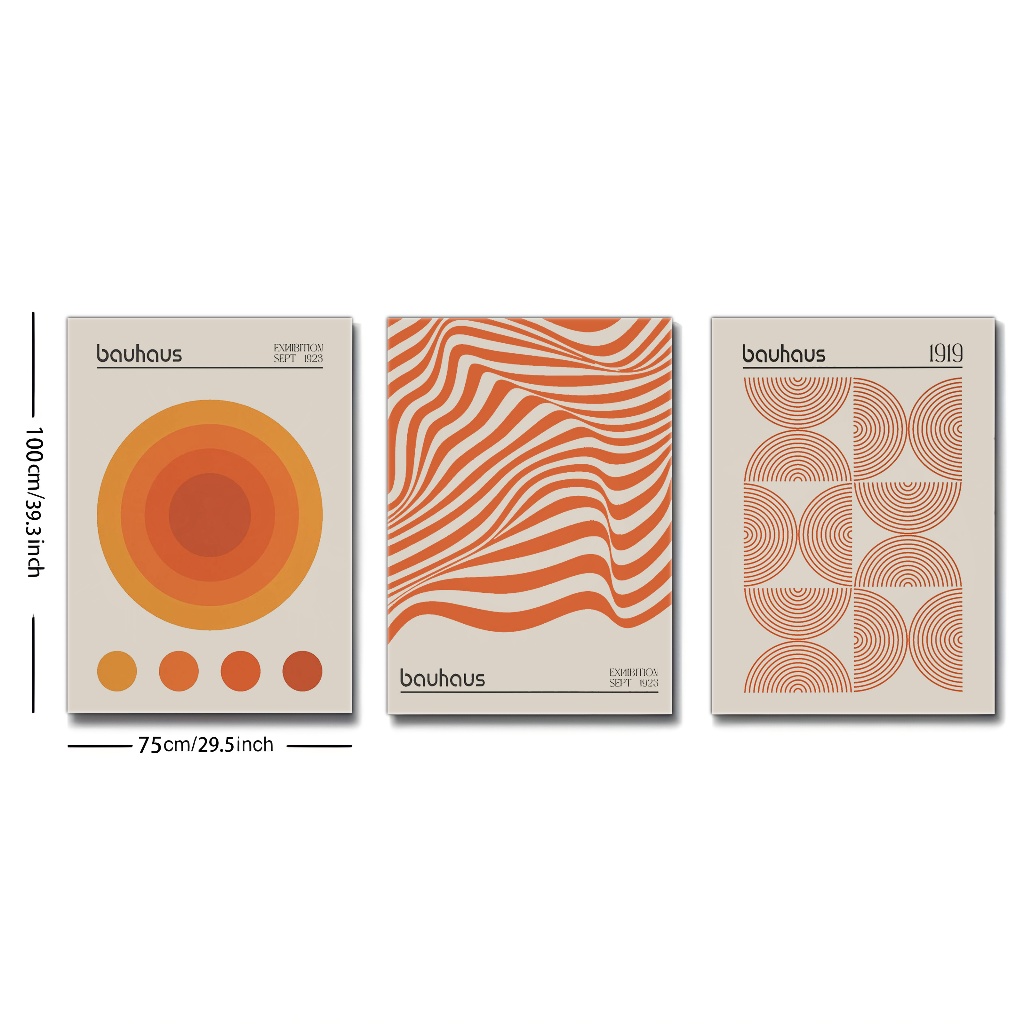 bauhaus
EXHIBITION
SEPT 1923
bauhaus
EXHIBITION
SEPT 1923
bauhaus
1919
100cm/39.3inch
75cm/29.5inch